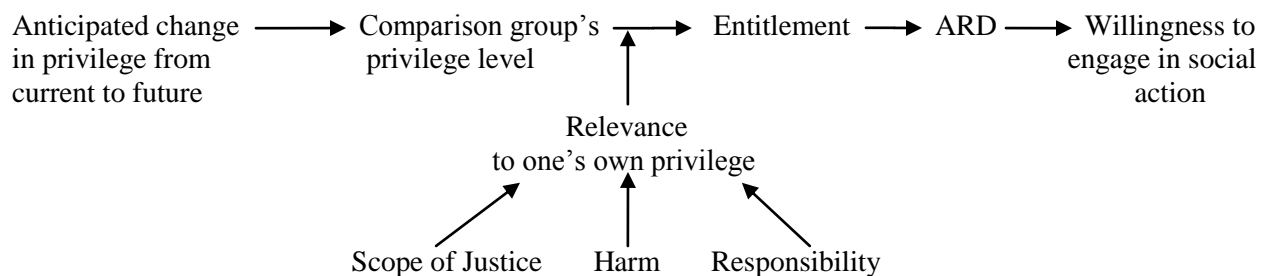 Anticipated change
in privilege from
current to future
Comparison group's
privilege level
Entitlement
ARD
Willingness to
engage in social
action
Relevance
to one's own privilege
Scope of Justice
Harm
Responsibility